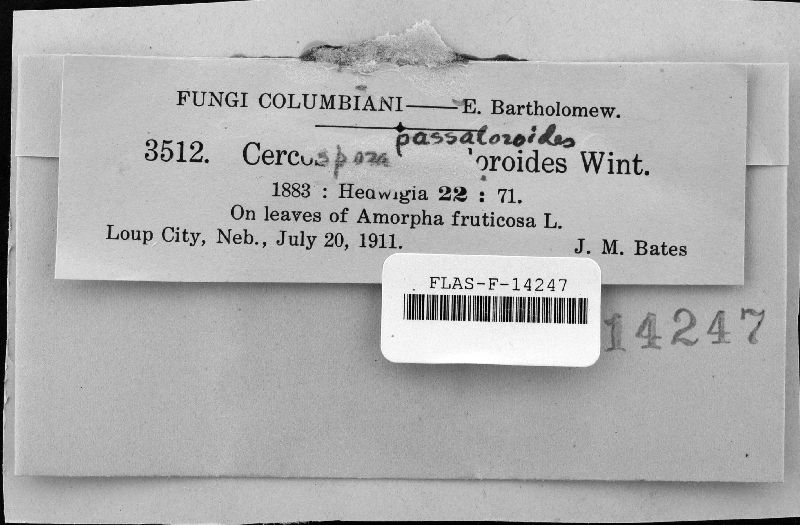 FUNGI COLUMBIANI—E. Bartholomew.
passaloroides
3512. Cercospora oroides Wint.
1883 : Hedwigia 22 : 71.
On leaves of Amorpha fruticosa L.
Loup City, Neb., July 20, 1911. J. M. Bates
FLAS-F-14247
14247